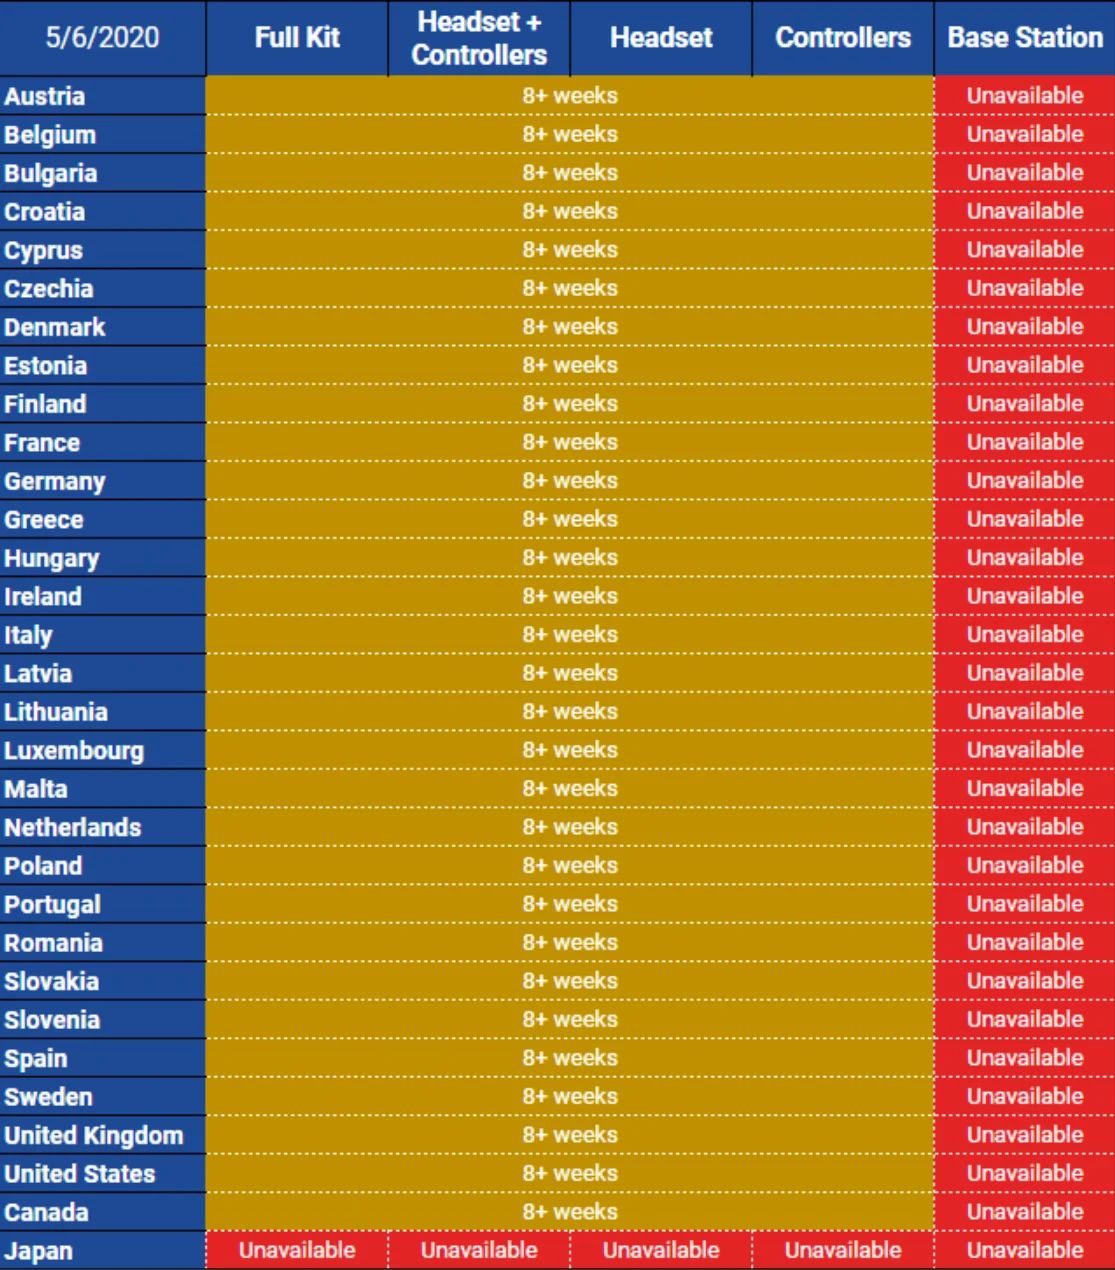 5/6/2020 Full Kit Headset + Controllers Headset Controllers Base Station
Austria 8+ weeks Unavailable
Belgium 8+ weeks Unavailable
Bulgaria 8+ weeks Unavailable
Croatia 8+ weeks Unavailable
Cyprus 8+ weeks Unavailable
Czechia 8+ weeks Unavailable
Denmark 8+ weeks Unavailable
Estonia 8+ weeks Unavailable
Finland 8+ weeks Unavailable
France 8+ weeks Unavailable
Germany 8+ weeks Unavailable
Greece 8+ weeks Unavailable
Hungary 8+ weeks Unavailable
Ireland 8+ weeks Unavailable
Italy 8+ weeks Unavailable
Latvia 8+ weeks Unavailable
Lithuania 8+ weeks Unavailable
Luxembourg 8+ weeks Unavailable
Malta 8+ weeks Unavailable
Netherlands 8+ weeks Unavailable
Poland 8+ weeks Unavailable
Portugal 8+ weeks Unavailable
Romania 8+ weeks Unavailable
Slovakia 8+ weeks Unavailable
Slovenia 8+ weeks Unavailable
Spain 8+ weeks Unavailable
Sweden 8+ weeks Unavailable
United Kingdom 8+ weeks Unavailable
United States 8+ weeks Unavailable
Canada 8+ weeks Unavailable
Japan Unavailable Unavailable Unavailable Unavailable Unavailable